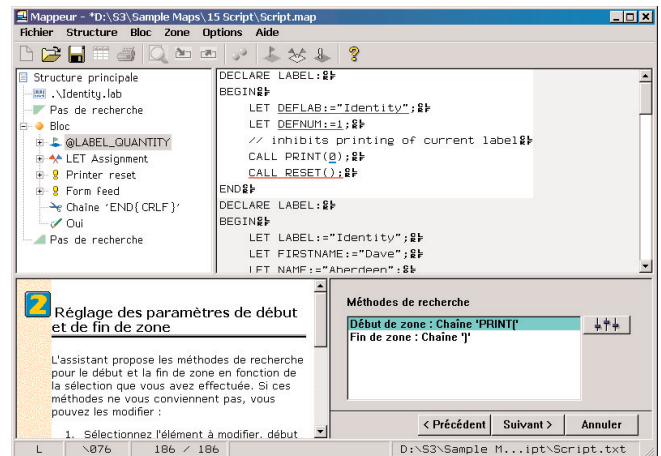 Mappeur - *D:\S3\Sample Maps\15 Script\Script.map
Fichier Structure Bloc Zone Options Aide
Structure principale
.\Identity.lab
Pas de recherche
Bloc
@LABEL_QUANTITY
LET Assignment
Printer reset
Form feed
Chaîne 'END{CRLF}'
Oui
Pas de recherche
DECLARE LABEL:
BEGIN
LET DEFLAB:="Identity";
LET DEFNUM:=1;
// inhibits printing of current label
CALL PRINT(0);
CALL RESET();
END
DECLARE LABEL:
BEGIN
LET LABEL:="Identity";
LET FIRSTNAME:="Dave";
LET NAME:="Aberdeen";
2 Réglage des paramètres de début
et de fin de zone
L'assistant propose les méthodes de recherche
pour le début et la fin de zone en fonction de
la sélection que vous avez effectuée. Si ces
méthodes ne vous conviennent pas, vous
pouvez les modifier :
1. Sélectionnez l'élément à modifier, début
Méthodes de recherche
Début de zone : Chaîne 'PRINT('
Fin de zone : Chaîne ')'
< Précédent Suivant > Annuler
L \076 186 / 186 D:\S3\Sample M...ipt\Script.txt